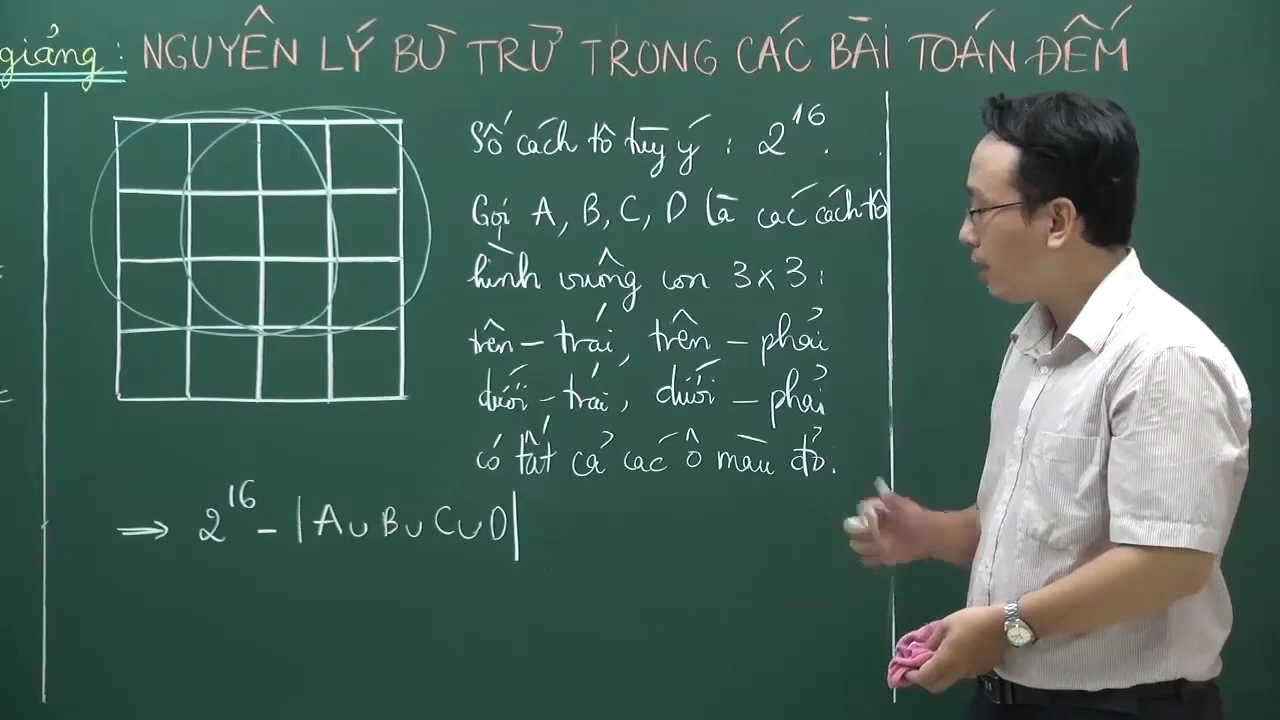 giảng : NGUYÊN LÝ BÙ TRỪ TRONG CÁC BÀI TOÁN ĐẾM
Số cách tô tùy ý : 2^16.
Gọi A, B, C, D là các cách tô
hình vuông con 3x3 :
trên - trái, trên - phải
dưới - trái, dưới - phải
có tất cả các ô màu đỏ.
⇒ 2^16 - |A∪B∪C∪D|